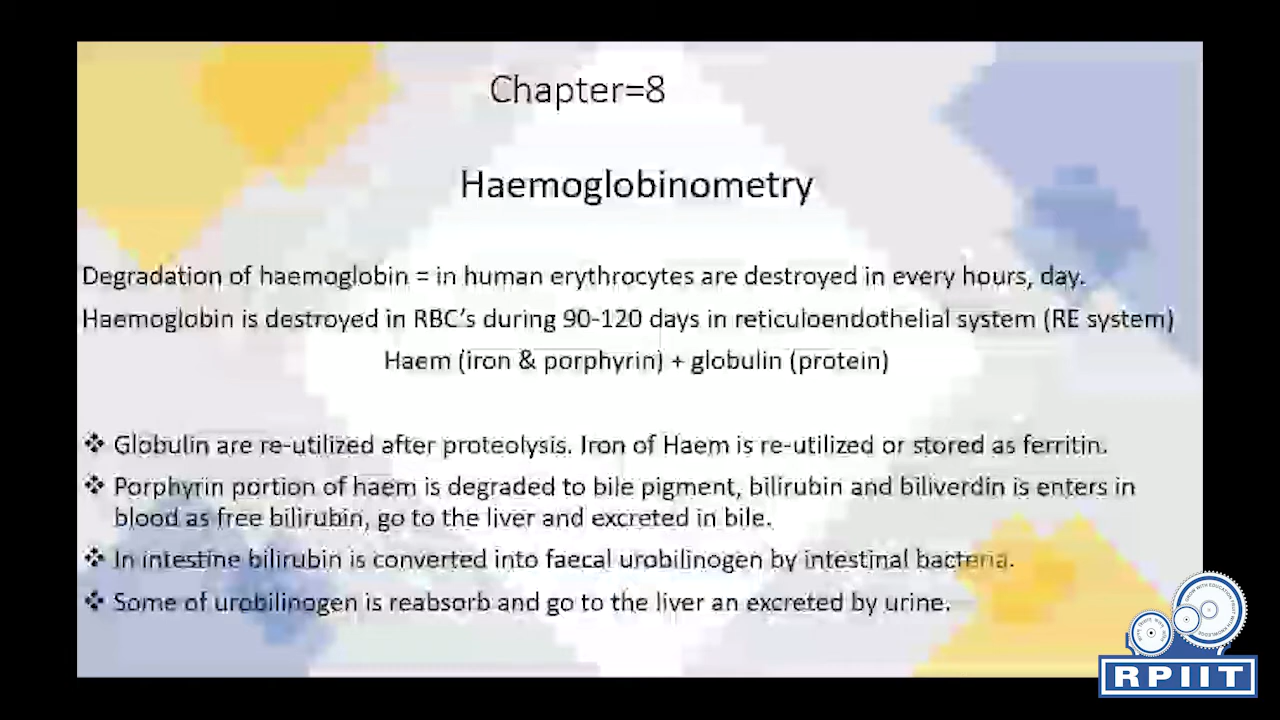 Chapter=8
Haemoglobinometry
Degradation of haemoglobin = in human erythrocytes are destroyed in every hours, day.
Haemoglobin is destroyed in RBC's during 90-120 days in reticuloendothelial system (RE system)
Haem (iron & porphyrin) + globulin (protein)
❖ Globulin are re-utilized after proteolysis. Iron of Haem is re-utilized or stored as ferritin.
❖ Porphyrin portion of haem is degraded to bile pigment, bilirubin and biliverdin is enters in
blood as free bilirubin, go to the liver and excreted in bile.
❖ In intestine bilirubin is converted into faecal urobilinogen by intestinal bacteria.
❖ Some of urobilinogen is reabsorb and go to the liver an excreted by urine.
RPIIT